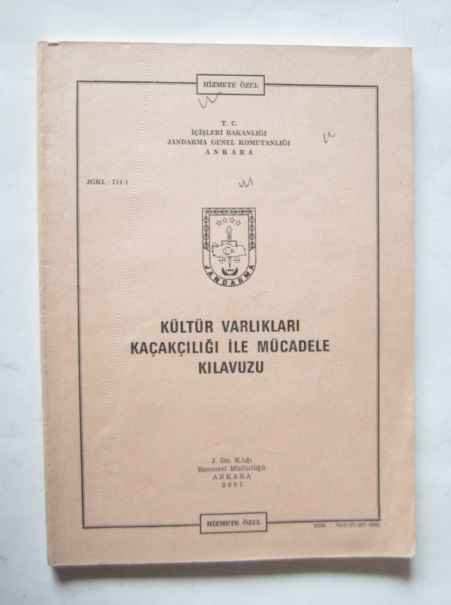 HİZMETE ÖZEL
T. C.
İÇİŞLERİ BAKANLIĞI
JANDARMA GENEL KOMUTANLIĞI
ANKARA
JGKL : 114-1
JANDARMA
KÜLTÜR VARLIKLARI
KAÇAKÇILIĞI İLE MÜCADELE
KILAVUZU
J. Gn. K.lığı
Basımevi Müdürlüğü
ANKARA
2001
HİZMETE ÖZEL